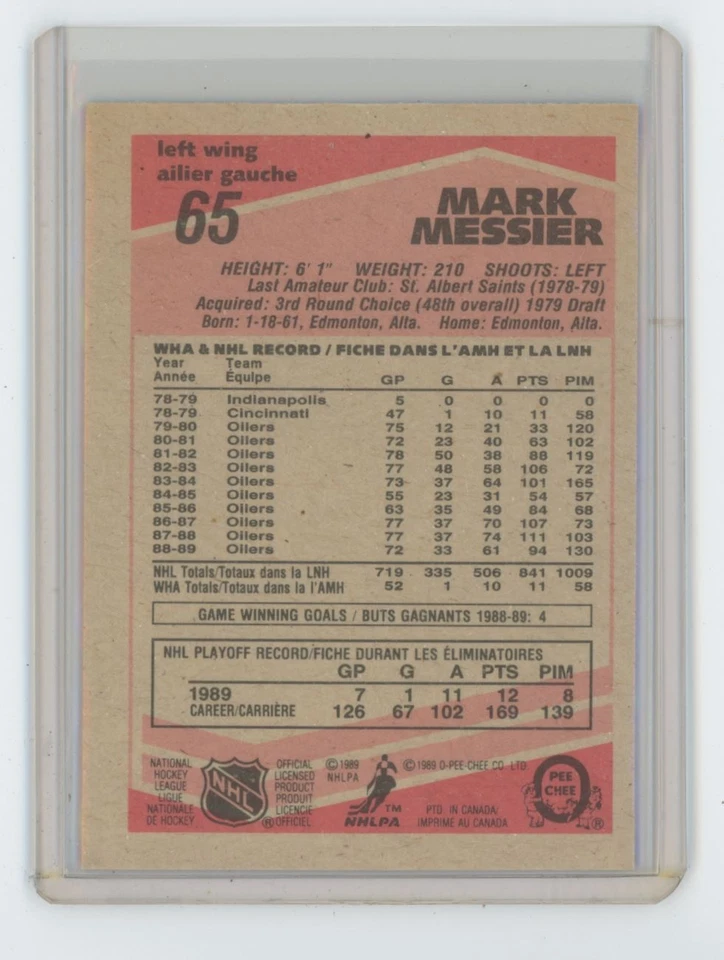 left wing
ailier gauche
65
MARK
MESSIER
HEIGHT: 6' 1" WEIGHT: 210 SHOOTS: LEFT
Last Amateur Club: St. Albert Saints (1978-79)
Acquired: 3rd Round Choice (48th overall) 1979 Draft
Born: 1-18-61, Edmonton, Alta. Home: Edmonton, Alta.
WHA & NHL RECORD / FICHE DANS L'AMH ET LA LNH
Year Team
Année Équipe GP G A PTS PIM
78-79 Indianapolis 5 0 0 0 0
78-79 Cincinnati 47 1 10 11 58
79-80 Oilers 75 12 21 33 120
80-81 Oilers 72 23 40 63 102
81-82 Oilers 78 50 38 88 119
82-83 Oilers 77 48 58 106 72
83-84 Oilers 73 37 64 101 165
84-85 Oilers 55 23 31 54 57
85-86 Oilers 63 35 49 84 68
86-87 Oilers 77 37 70 107 73
87-88 Oilers 77 37 74 111 103
88-89 Oilers 72 33 61 94 130
NHL Totals/Totaux dans la LNH 719 335 506 841 1009
WHA Totals/Totaux dans la l'AMH 52 1 10 11 58
GAME WINNING GOALS / BUTS GAGNANTS 1988-89: 4
NHL PLAYOFF RECORD/FICHE DURANT LES ÉLIMINATOIRES
GP G A PTS PIM
1989 7 1 11 12 8
CAREER/CARRIÈRE 126 67 102 169 139
NATIONAL
HOCKEY
LEAGUE
LIGUE
NATIONALE
DE HOCKEY
NHL
®
OFFICIAL
LICENSED
PRODUCT
PRODUIT
LICENCIÉ
OFFICIEL
©1989
NHLPA
TM
NHLPA
©1989 O-PEE-CHEE CO. LTD.
PTD. IN CANADA/
IMPRIMÉ AU CANADA
O
PEE
CHEE
®